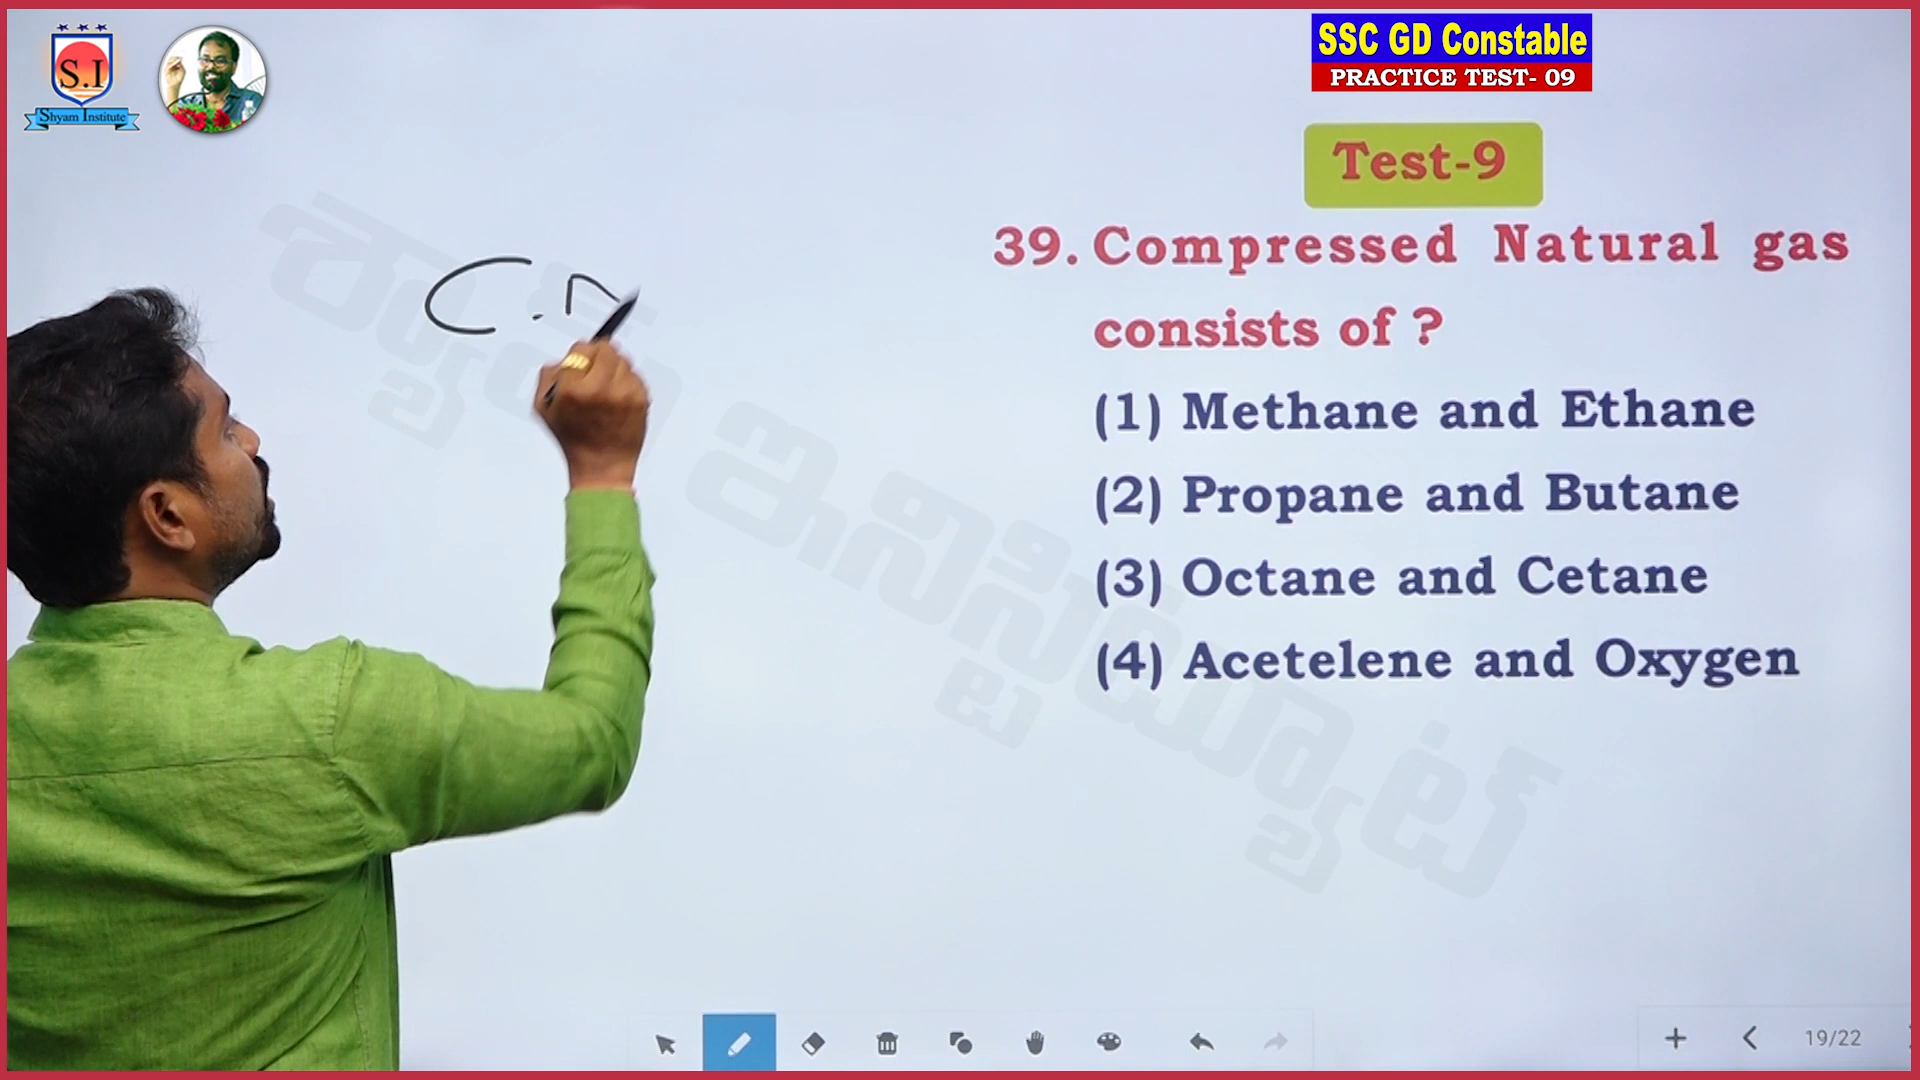 ★ ★ ★
S.I
Shyam Institute
SSC GD Constable
PRACTICE TEST- 09
Test-9
39. Compressed Natural gas
consists of ?
(1) Methane and Ethane
(2) Propane and Butane
(3) Octane and Cetane
(4) Acetelene and Oxygen
C.N
శ్యామ్ ఇన్‌స్టిట్యూట్
19/22